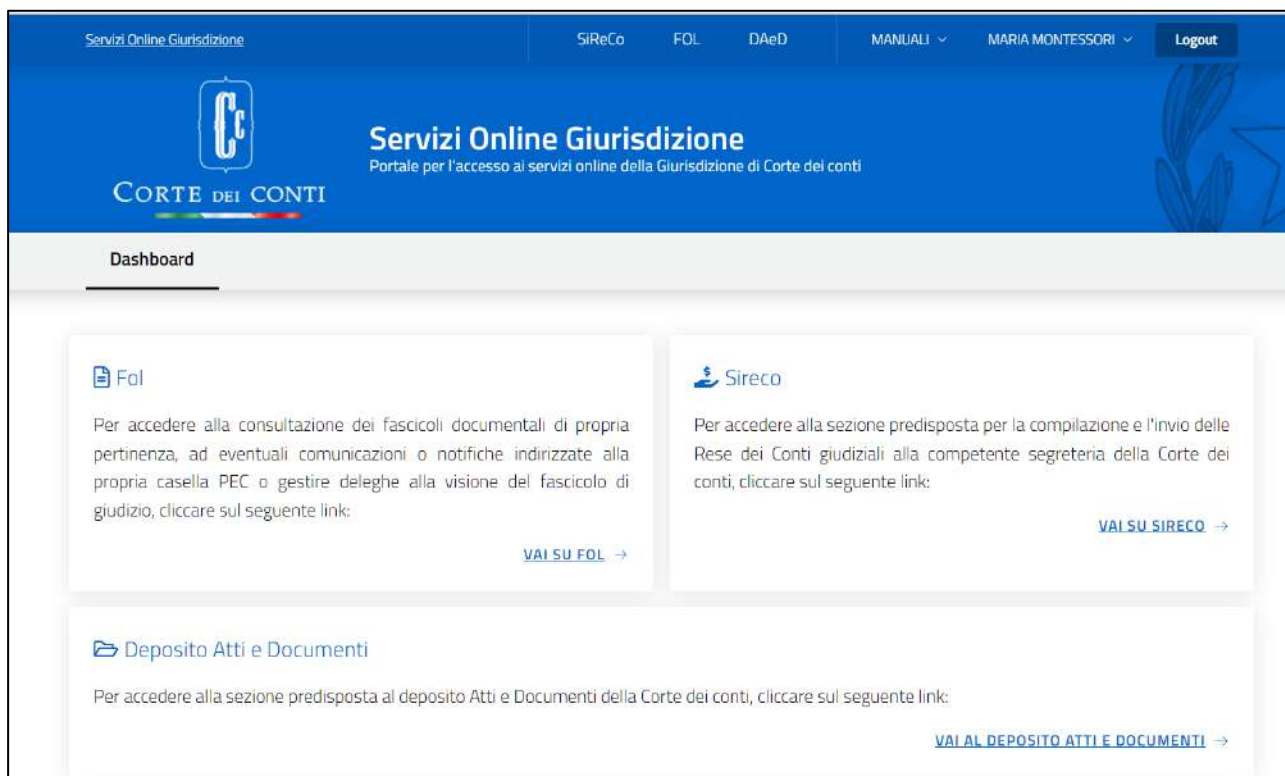 Servizi Online Giurisdizione
SiReCo FOL DAeD MANUALI MARIA MONTESSORI Logout
Cc
CORTE DEI CONTI
Servizi Online Giurisdizione
Portale per l'accesso ai servizi online della Giurisdizione di Corte dei conti
Dashboard
Fol
Per accedere alla consultazione dei fascicoli documentali di propria
pertinenza, ad eventuali comunicazioni o notifiche indirizzate alla
propria casella PEC o gestire deleghe alla visione del fascicolo di
giudizio, cliccare sul seguente link:
VAI SU FOL →
Sireco
Per accedere alla sezione predisposta per la compilazione e l'invio delle
Rese dei Conti giudiziali alla competente segreteria della Corte dei
conti, cliccare sul seguente link:
VAI SU SIRECO →
Deposito Atti e Documenti
Per accedere alla sezione predisposta al deposito Atti e Documenti della Corte dei conti, cliccare sul seguente link:
VAI AL DEPOSITO ATTI E DOCUMENTI →